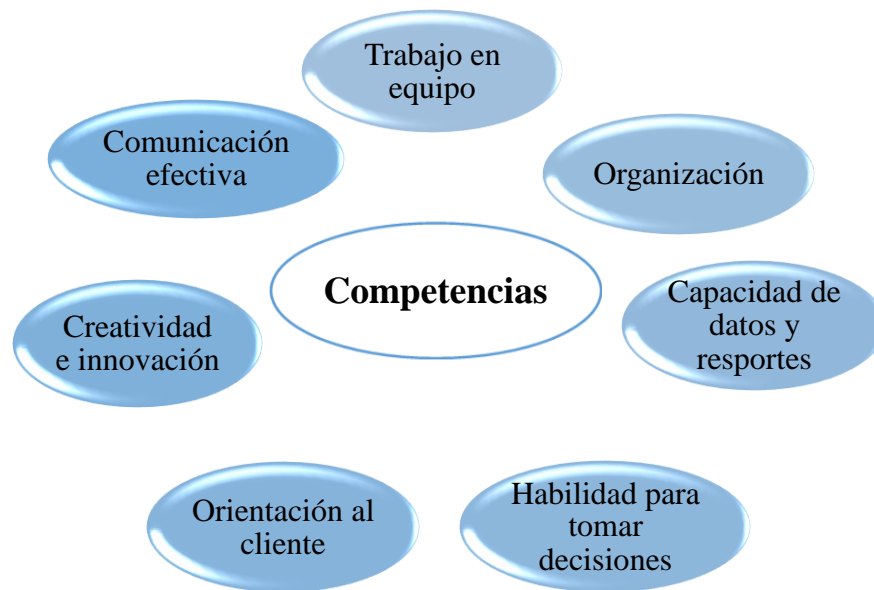 Trabajo en
equipo
Comunicación
efectiva
Organización
Competencias
Capacidad de
datos y
resportes
Creatividad
e innovación
Orientación al
cliente
Habilidad para
tomar
decisiones